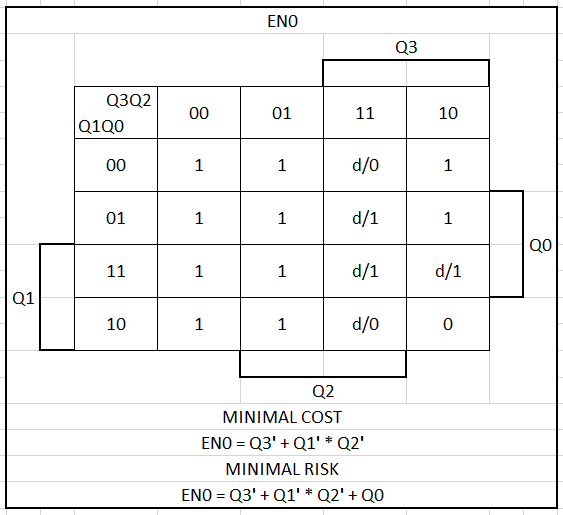 EN0
Q3
Q3Q2 00 01 11 10
Q1Q0
00 1 1 d/0 1
01 1 1 d/1 1
Q0
11 1 1 d/1 d/1
Q1
10 1 1 d/0 0
Q2
MINIMAL COST
EN0 = Q3' + Q1' * Q2'
MINIMAL RISK
EN0 = Q3' + Q1' * Q2' + Q0